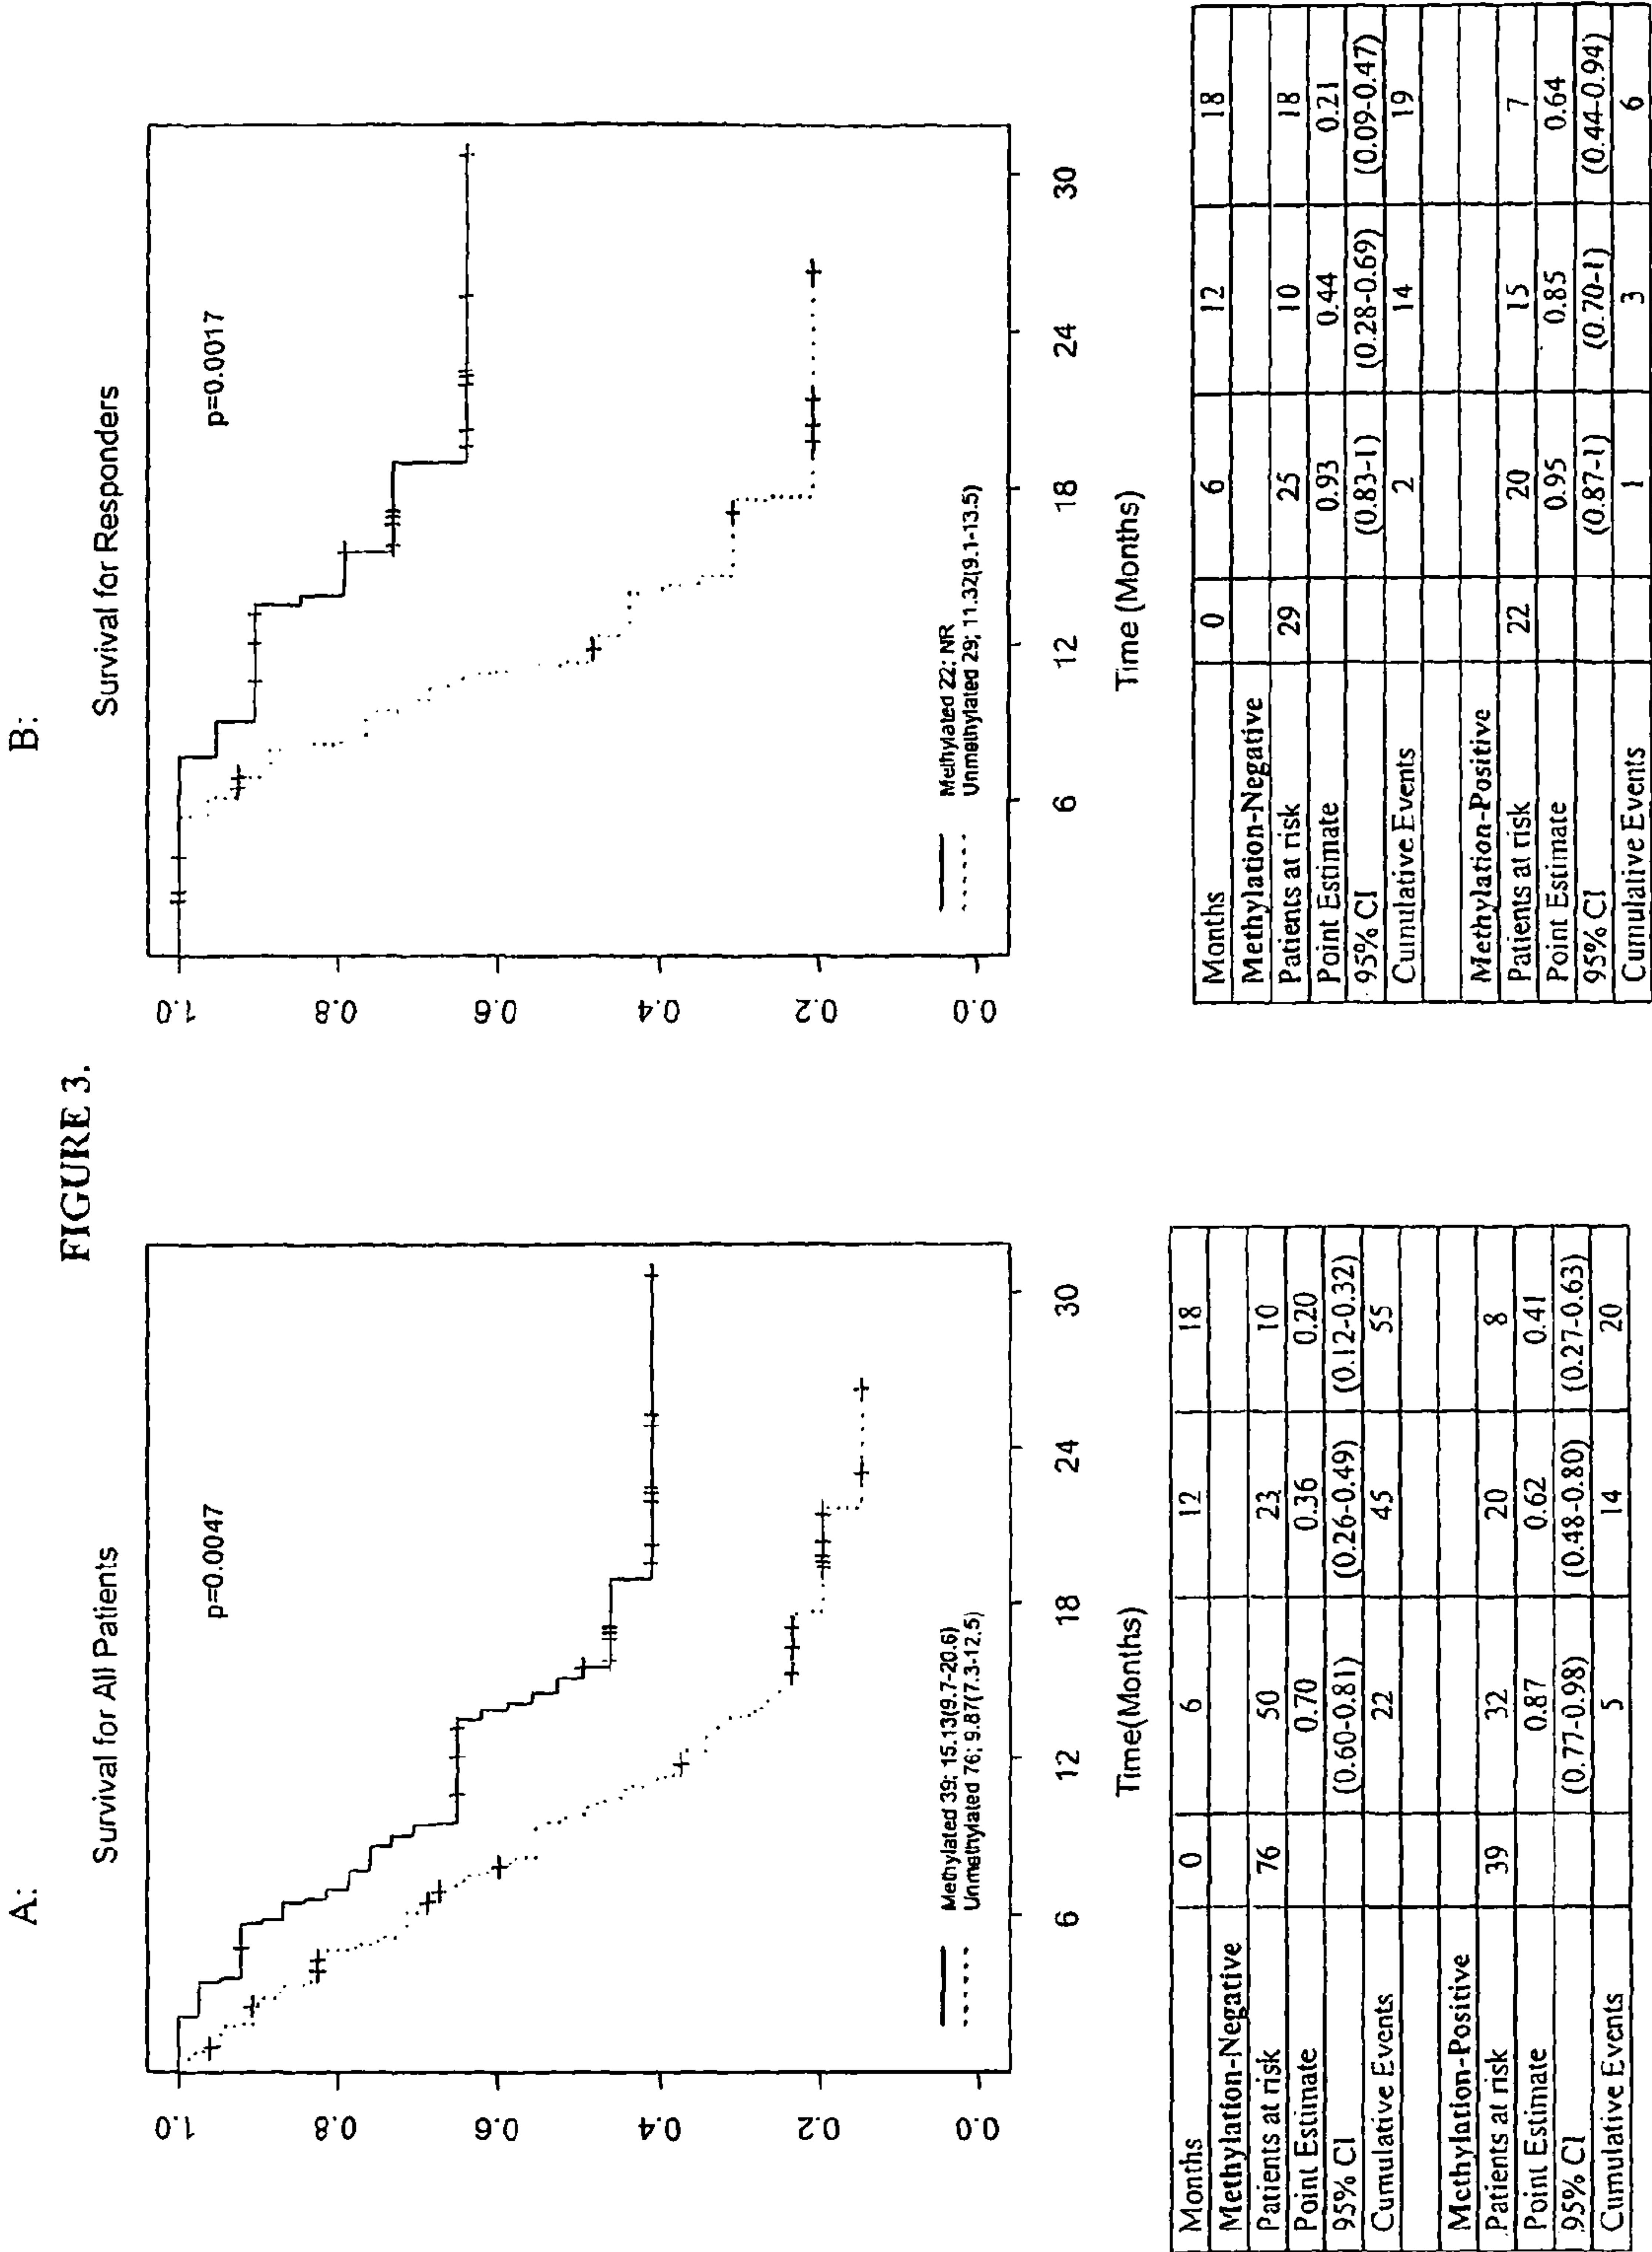 FIGURE 3.
A:
Survival for All Patients
p=0.0047
1.0
0.8
0.6
0.4
0.2
0.0
Methylated 39; 15.13(9.7-20.6)
Unmethylated 76; 9.87(7.3-12.5)
6 12 18 24 30
Time(Months)
Months 0 6 12 18
Methylation-Negative
Patients at risk 76 50 23 10
Point Estimate 0.70 0.36 0.20
95% CI (0.60-0.81) (0.26-0.49) (0.12-0.32)
Cumulative Events 22 45 55
Methylation-Positive
Patients at risk 39 32 20 8
Point Estimate 0.87 0.62 0.41
95% CI (0.77-0.98) (0.48-0.80) (0.27-0.63)
Cumulative Events 5 14 20
B:
Survival for Responders
p=0.0017
1.0
0.8
0.6
0.4
0.2
0.0
Methylated 22; NR
Unmethylated 29; 11.32(9.1-13.5)
6 12 18 24 30
Time (Months)
Months 0 6 12 18
Methylation-Negative
Patients at risk 29 25 10 18
Point Estimate 0.93 0.44 0.21
95% CI (0.83-1) (0.28-0.69) (0.09-0.47)
Cumulative Events 2 14 19
Methylation-Positive
Patients at risk 22 20 15 7
Point Estimate 0.95 0.85 0.64
95% CI (0.87-1) (0.70-1) (0.44-0.94)
Cumulative Events 1 3 6